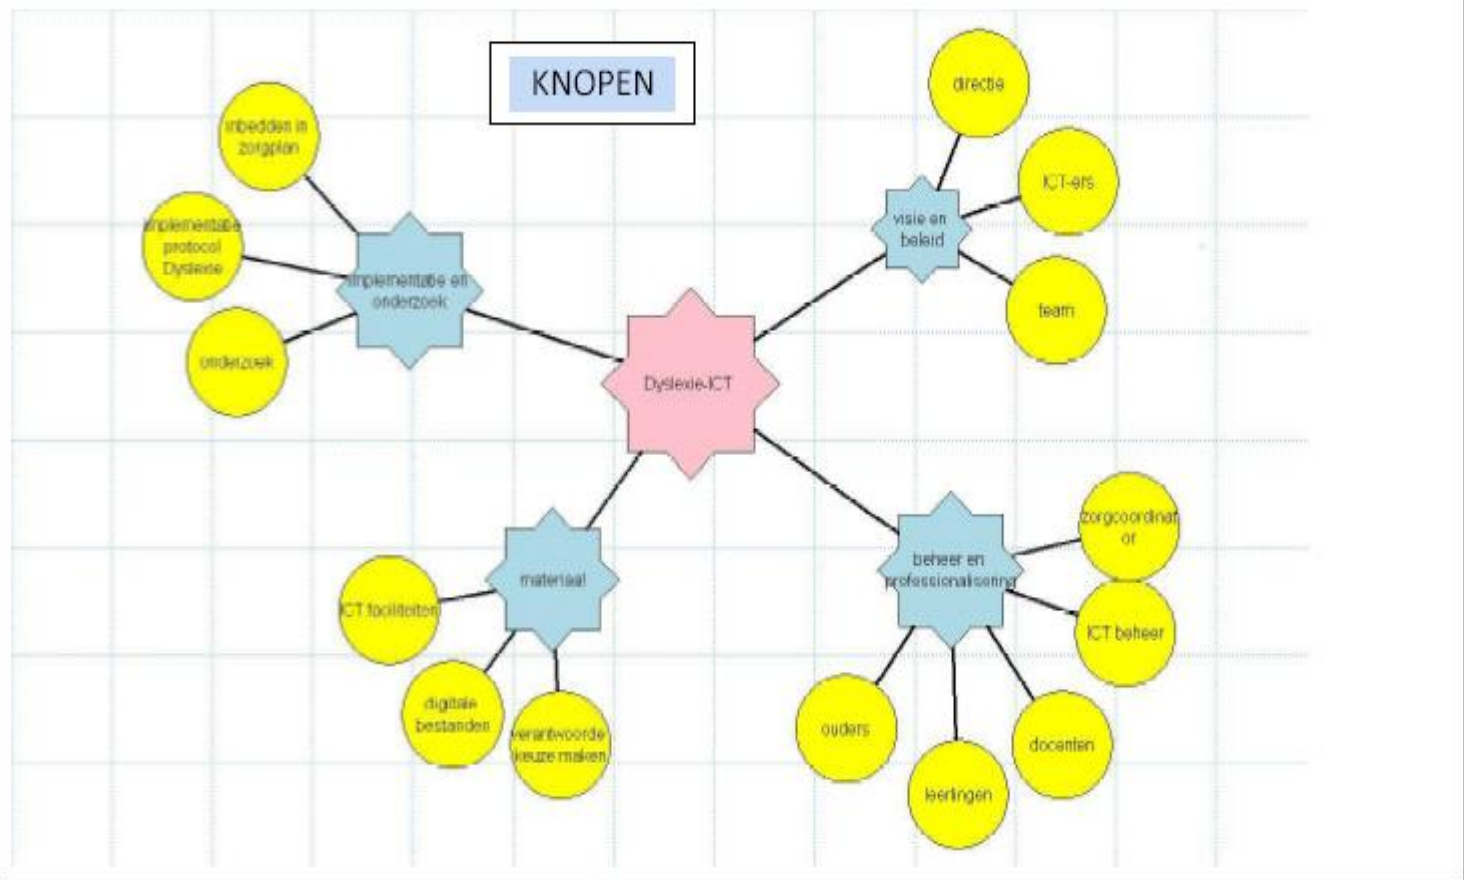 KNOPEN
directie
inbedden in
zorgplan
ICT-ers
visie en
beleid
implementatie
protocol
Dyslexie
implementatie en
onderzoek
team
onderzoek
Dyslexie-ICT
zorgcoordinat
or
beheer en
professionalisering
materiaal
ICT faciliteiten
ICT beheer
digitale
bestanden
verantwoorde
keuze maken
ouders
docenten
leerlingen